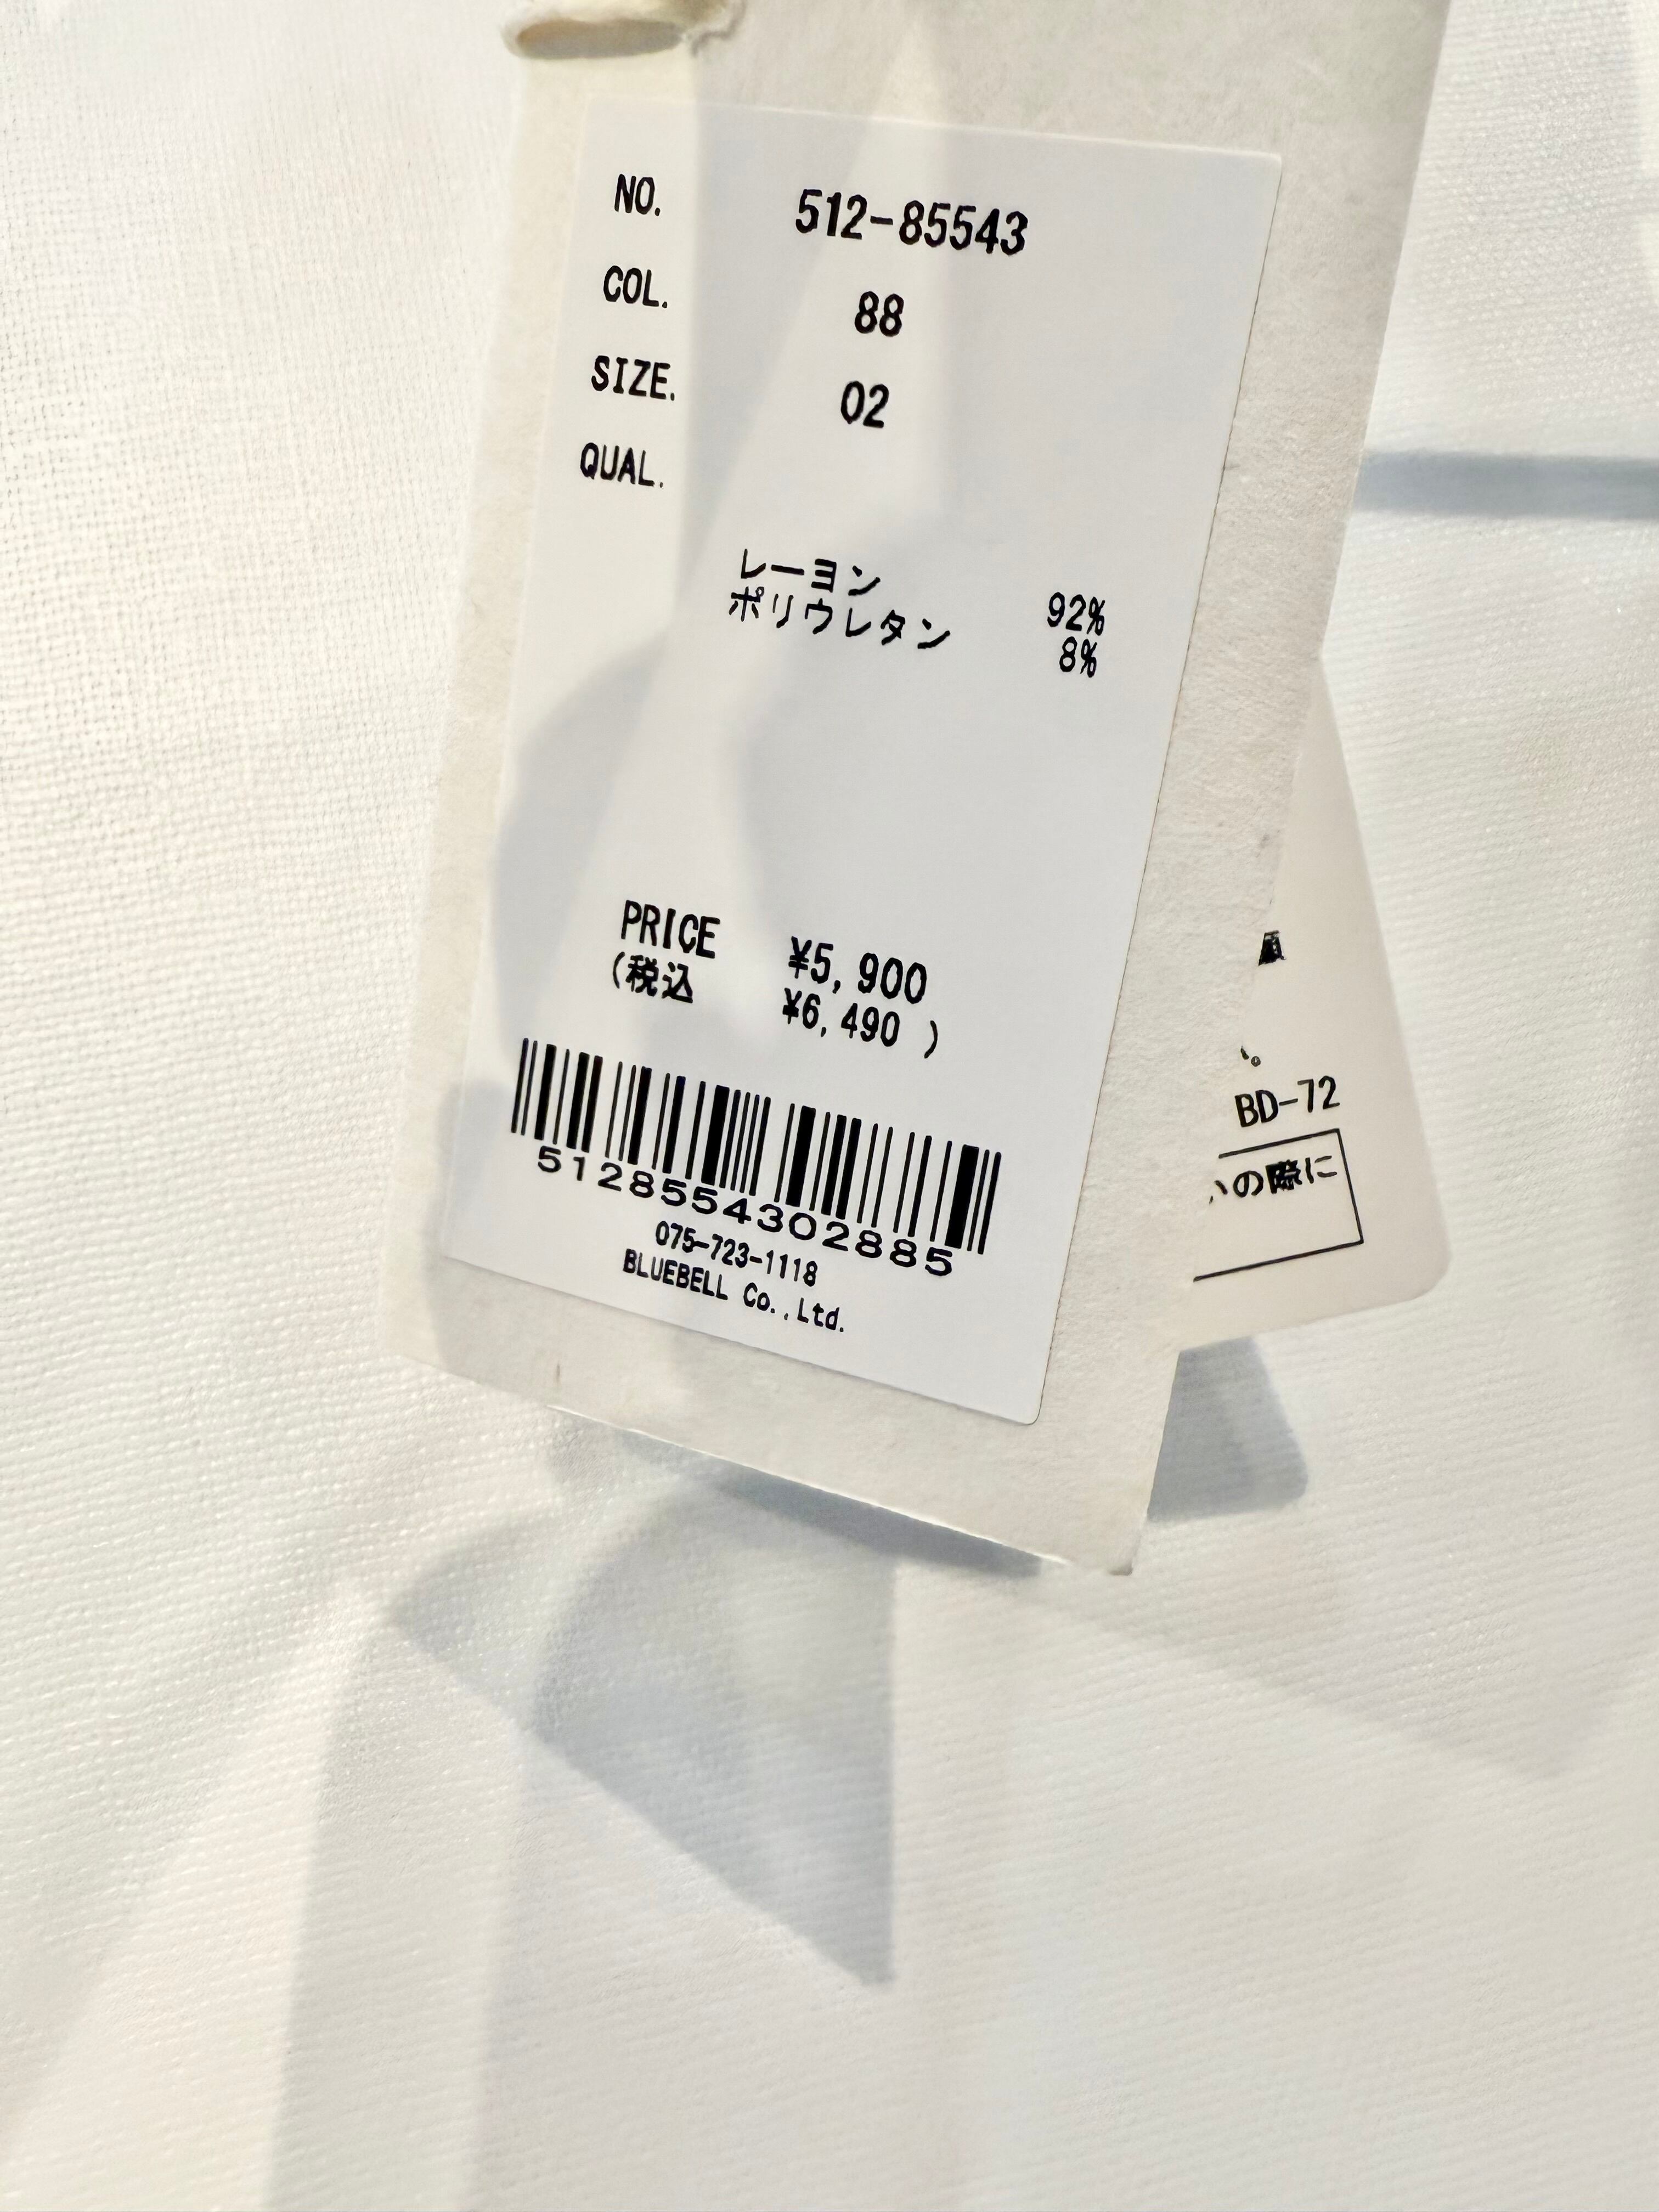 NO. 512-85543
COL. 88
SIZE. 02
QUAL.
レーヨン 92%
ポリウレタン 8%
PRICE ¥5,900
(税込 ¥6,490 )
5128554302885
075-723-1118
BLUEBELL Co.,Ltd.
BD-72
の際に